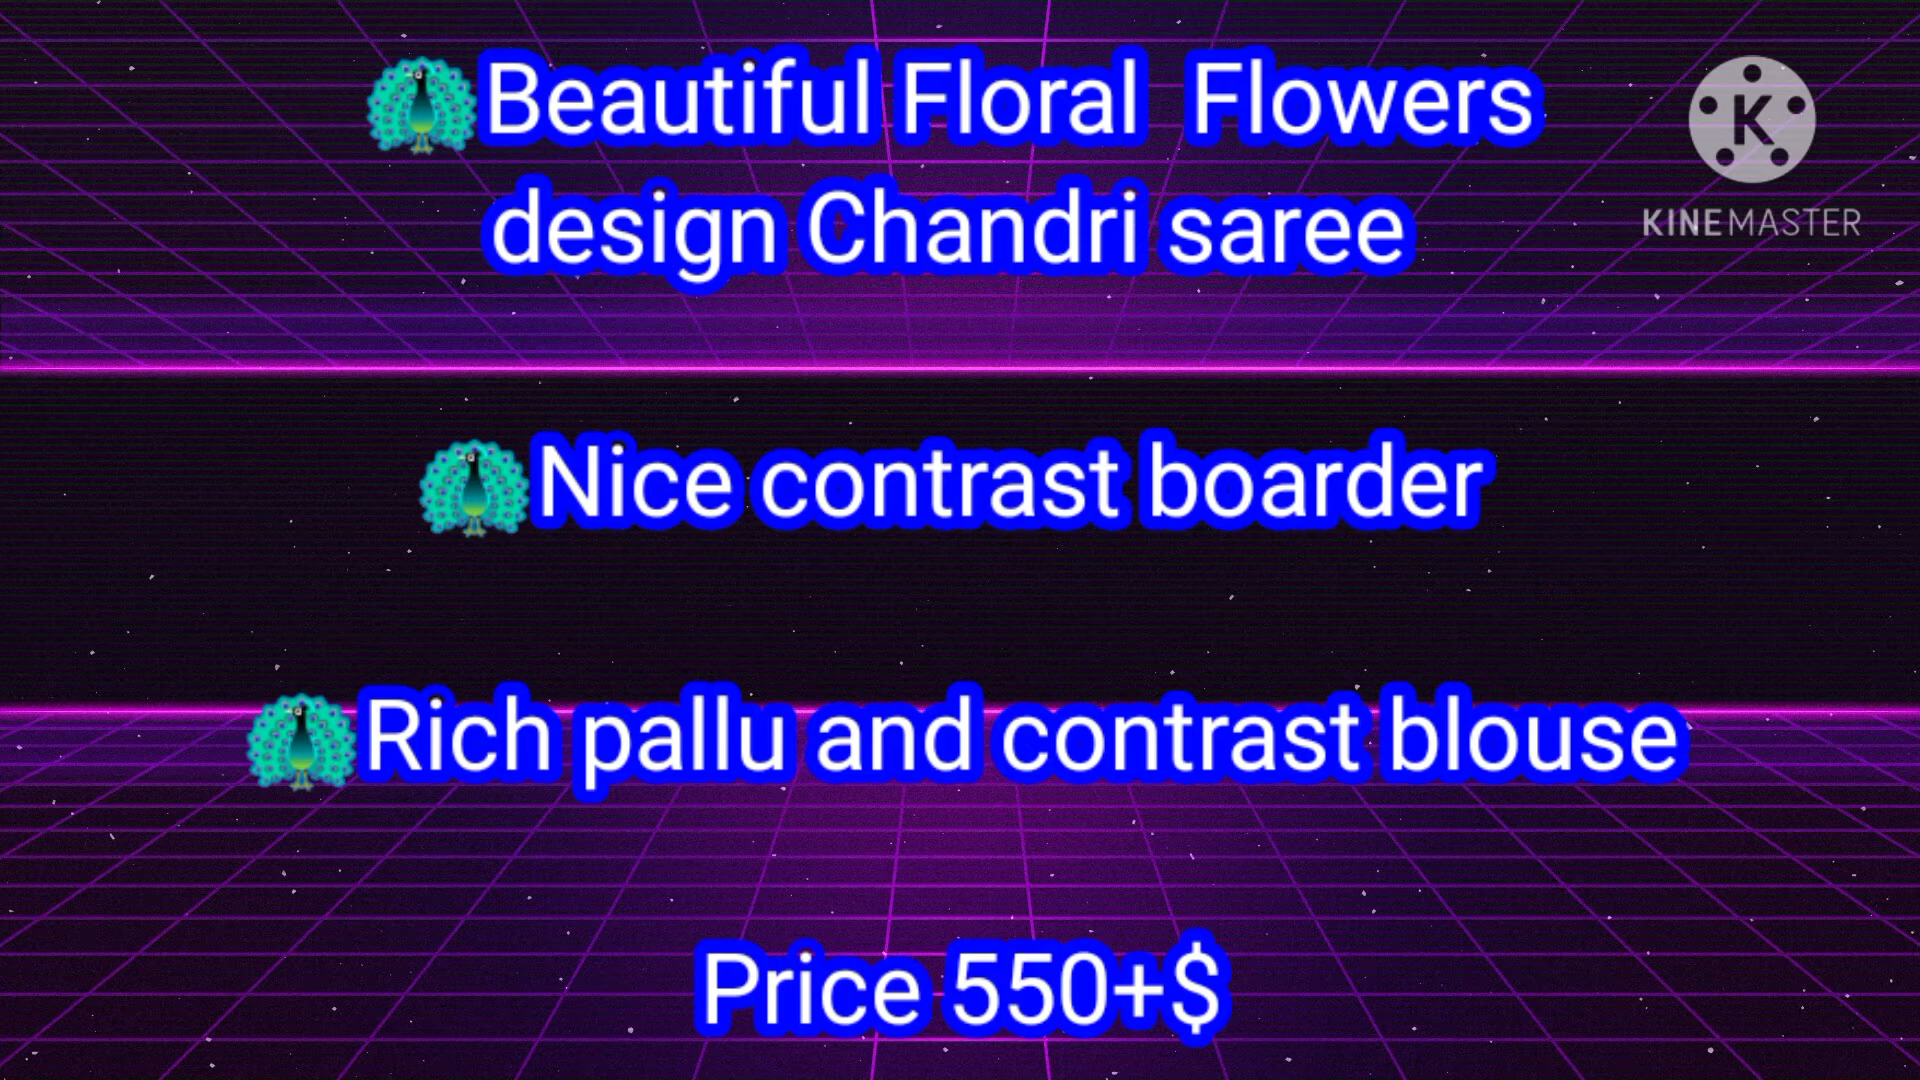 🦚Beautiful Floral  Flowers
design Chandri saree
K
KINEMASTER
🦚Nice contrast boarder
🦚Rich pallu and contrast blouse
Price 550+$